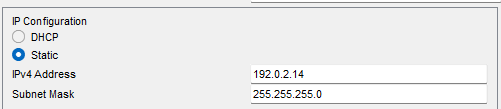 IP Configuration
DHCP
Static
IPv4 Address 192.0.2.14
Subnet Mask 255.255.255.0